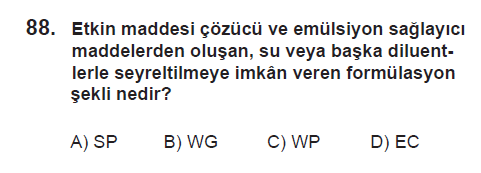 88. Etkin maddesi çözücü ve emülsiyon sağlayıcı
maddelerden oluşan, su veya başka diluent-
lerle seyreltilmeye imkân veren formülasyon
şekli nedir?
A) SP B) WG C) WP D) EC